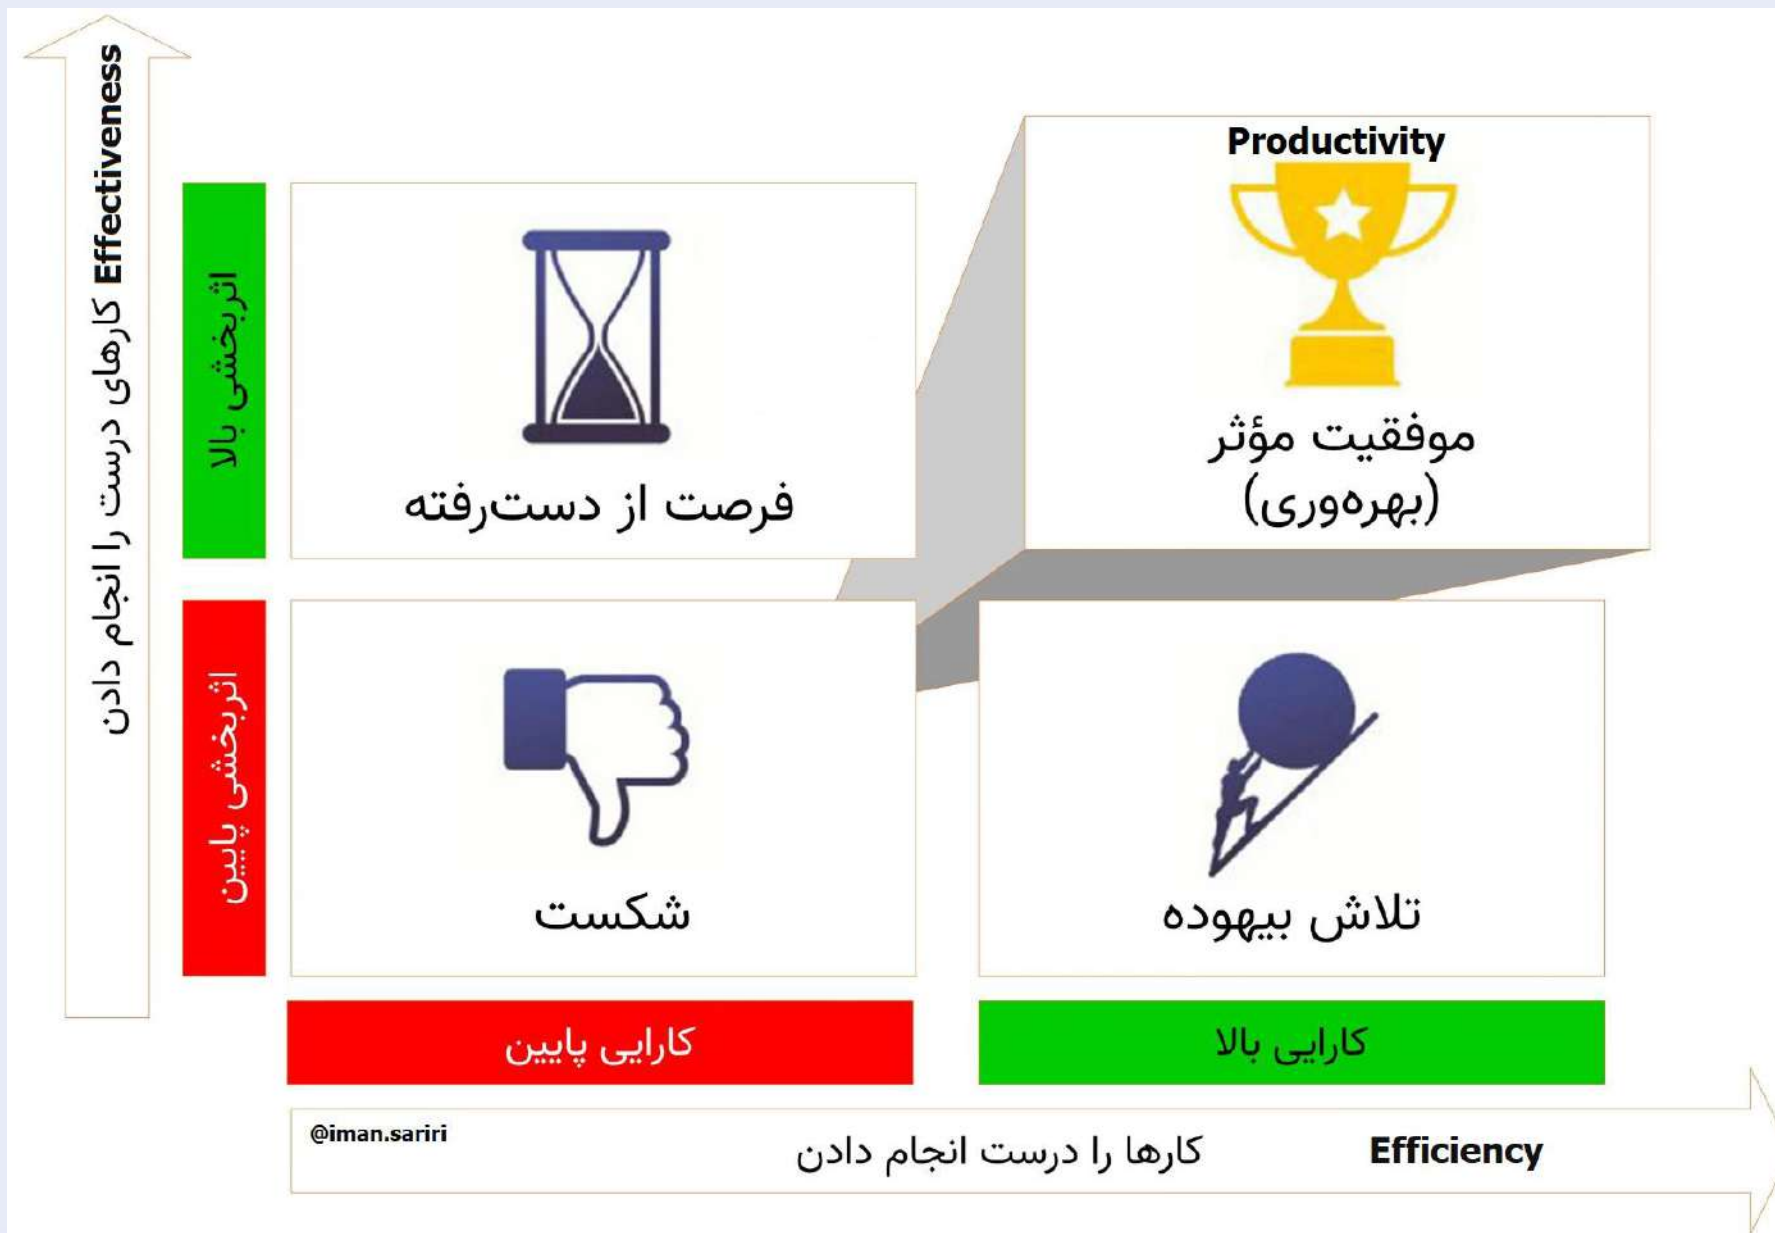 Effectiveness کارهای درست را انجام دادن
اثربخشی بالا
فرصت از دست‌رفته
Productivity
موفقیت مؤثر
(بهره‌وری)
اثربخشی پایین
شکست
تلاش بیهوده
کارایی پایین
کارایی بالا
@iman.sariri
کارها را درست انجام دادن
Efficiency